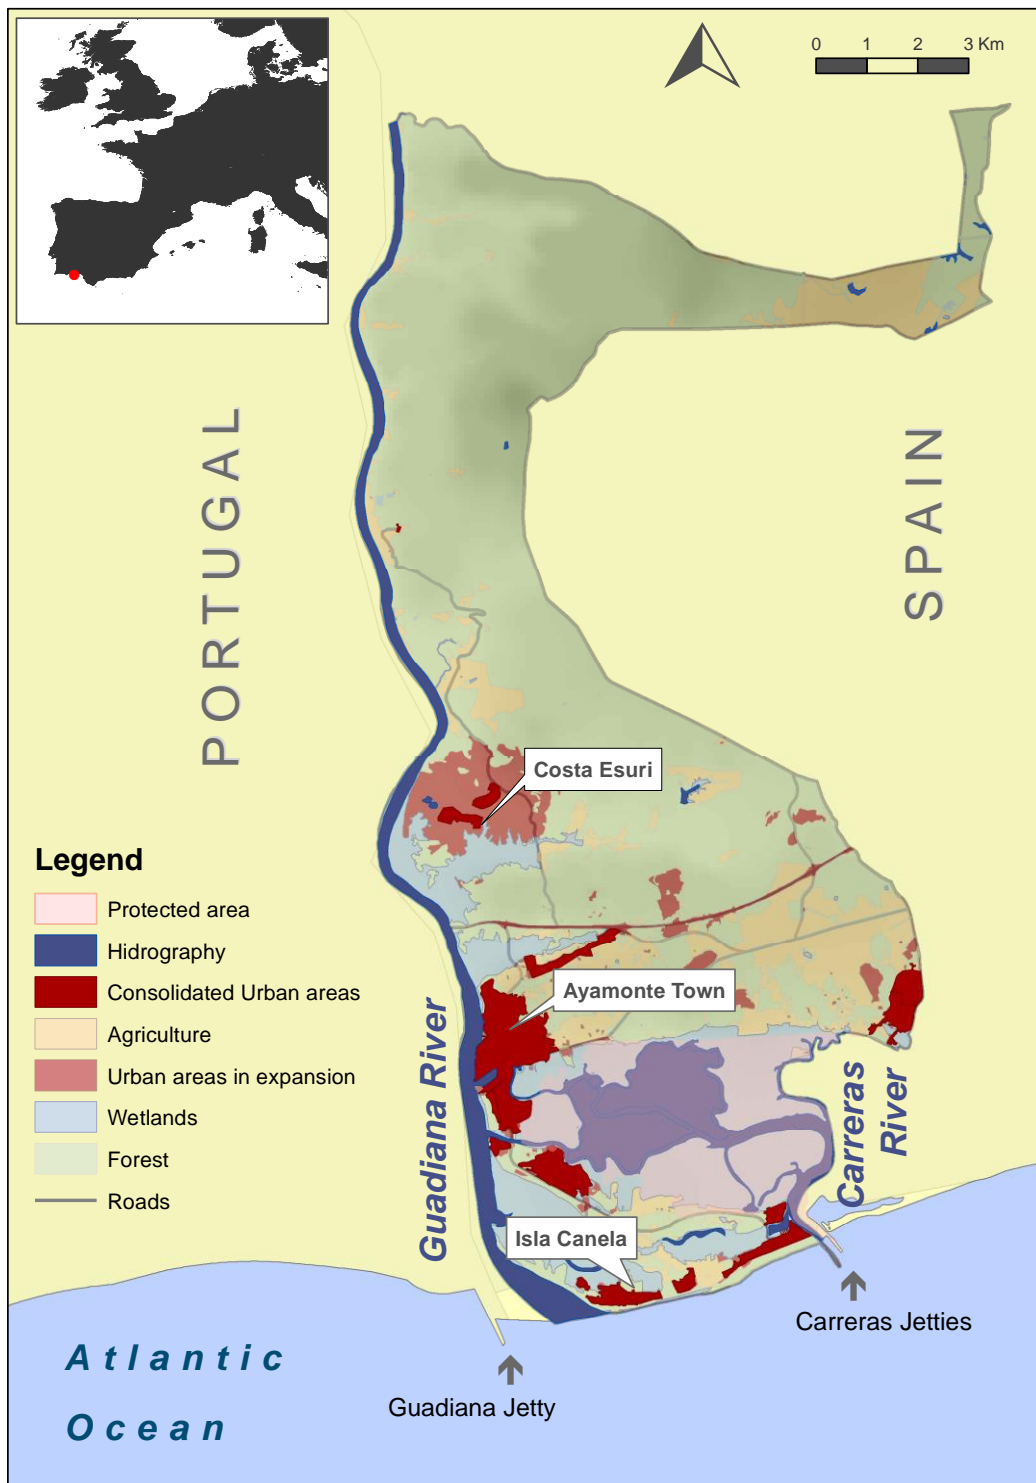 0 1 2 3 Km
PORTUGAL
SPAIN
Costa Esuri
Legend
Protected area
Hidrography
Consolidated Urban areas
Agriculture
Urban areas in expansion
Wetlands
Forest
Roads
Ayamonte Town
Guadiana River
Carreras
River
Isla Canela
Carreras Jetties
Guadiana Jetty
Atlantic
Ocean